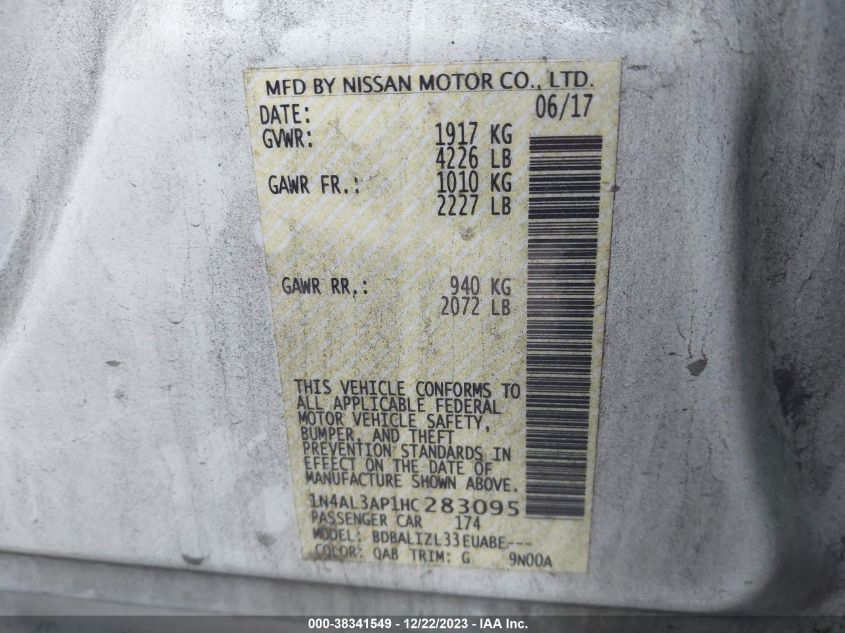 MFD BY NISSAN MOTOR CO., LTD.
DATE: 06/17
GVWR: 1917 KG
4226 LB
GAWR FR.: 1010 KG
2227 LB
GAWR RR.: 940 KG
2072 LB
THIS VEHICLE CONFORMS TO
ALL APPLICABLE FEDERAL
MOTOR VEHICLE SAFETY,
BUMPER, AND THEFT
PREVENTION STANDARDS IN
EFFECT ON THE DATE OF
MANUFACTURE SHOWN ABOVE.
1N4AL3AP1HC283095
PASSENGER CAR 174
MODEL: BDBALIZL33EUABE---
COLOR: QAB TRIM: G 9N00A
000-38341549 - 12/22/2023 - IAA Inc.